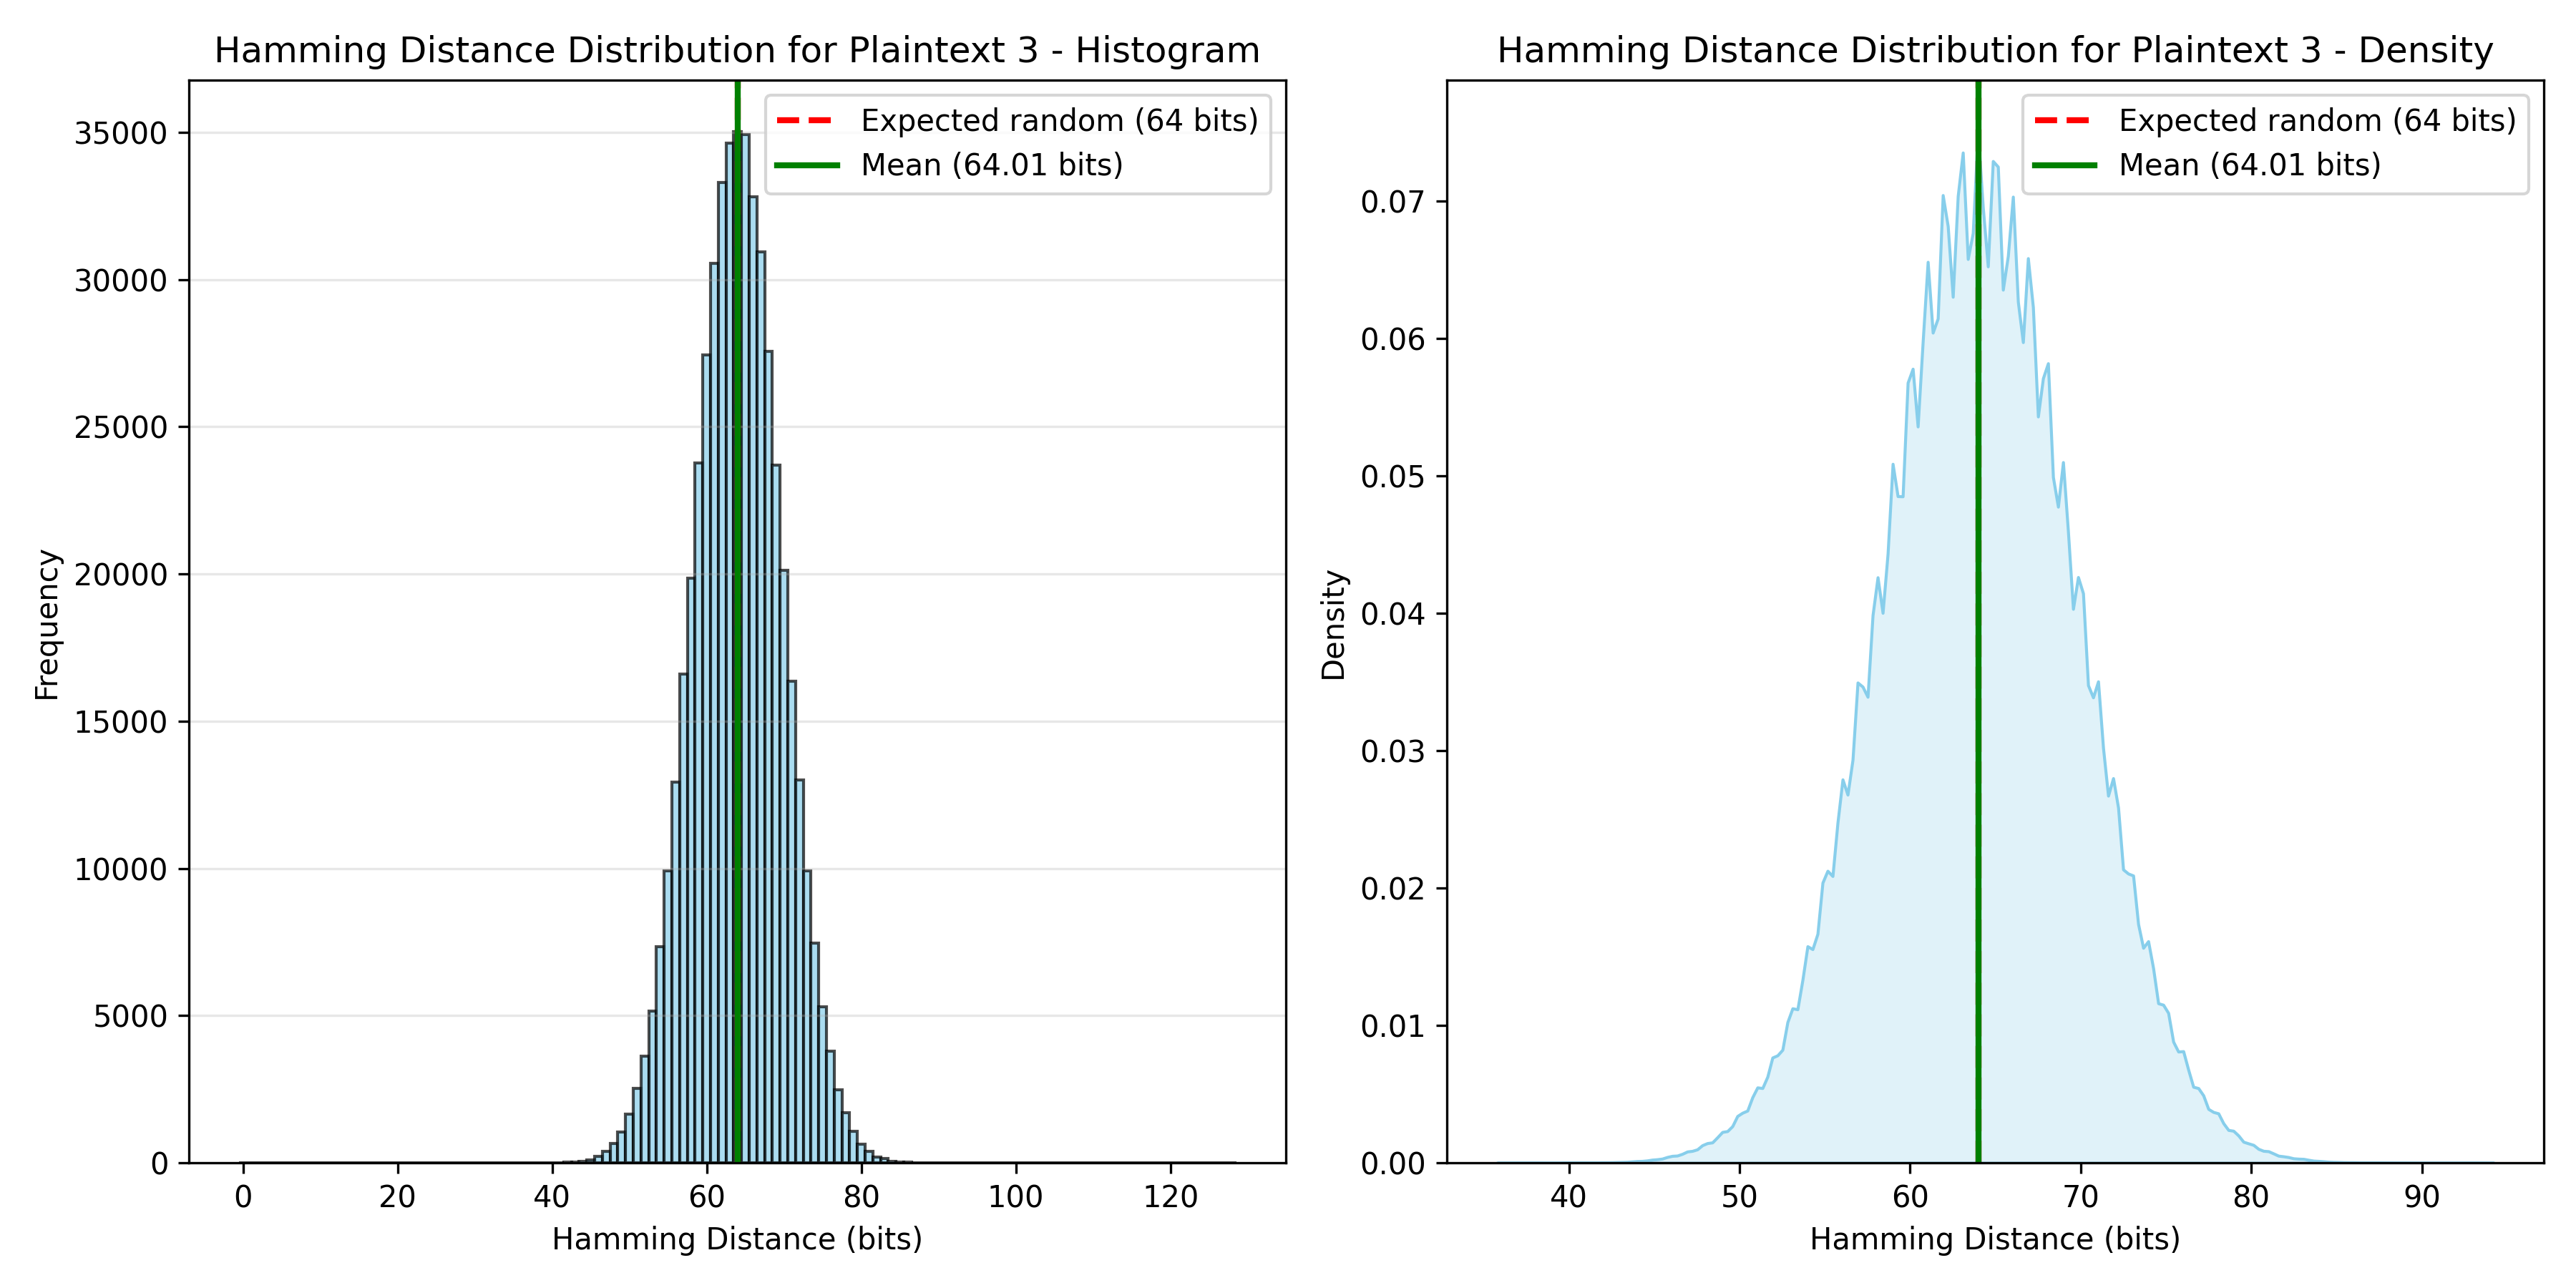 Hamming Distance Distribution for Plaintext 3 - Histogram
Expected random (64 bits)
Mean (64.01 bits)
35000
30000
25000
20000
15000
10000
5000
0
Frequency
0 20 40 60 80 100 120
Hamming Distance (bits)
Hamming Distance Distribution for Plaintext 3 - Density
Expected random (64 bits)
Mean (64.01 bits)
0.07
0.06
0.05
0.04
0.03
0.02
0.01
0.00
Density
40 50 60 70 80 90
Hamming Distance (bits)